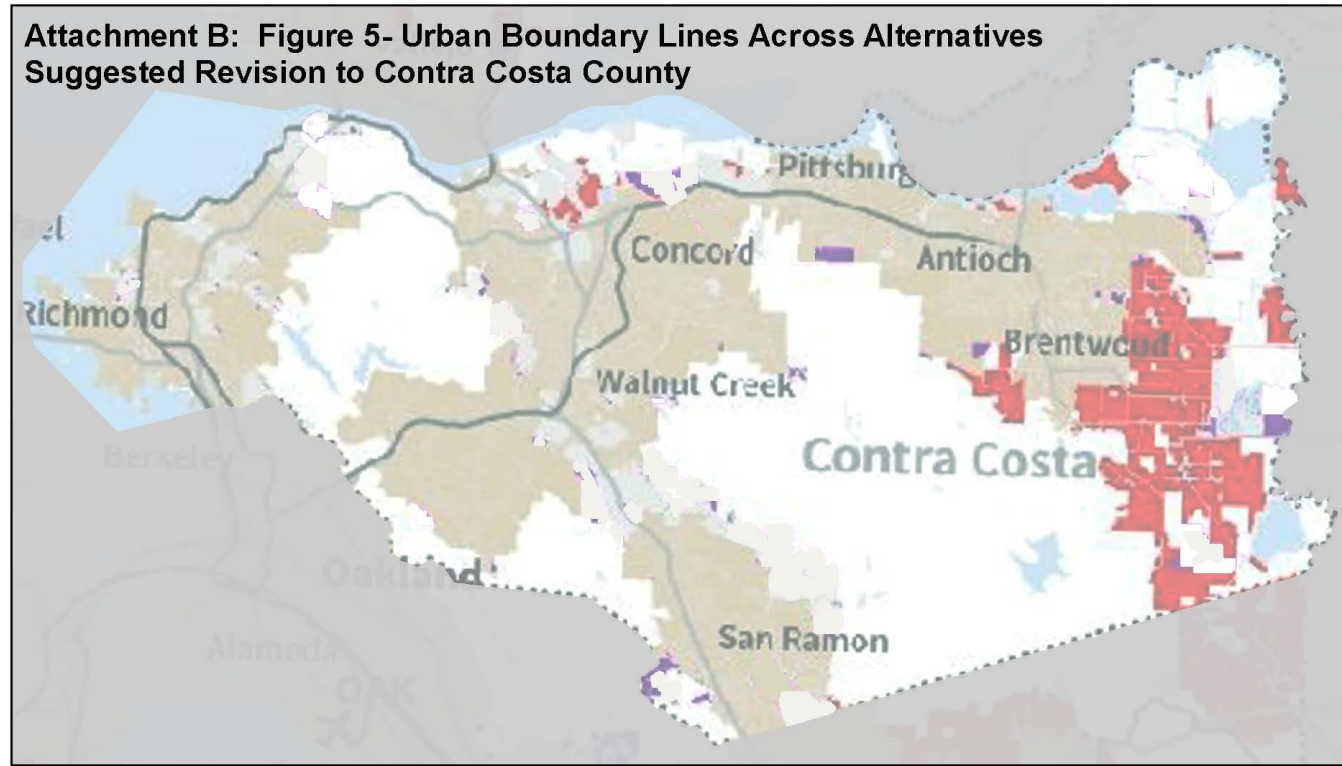 Attachment B:  Figure 5- Urban Boundary Lines Across Alternatives
Suggested Revision to Contra Costa County
Pittsburg
ael
Concord
Antioch
Richmond
Brentwood
Walnut Creek
Contra Costa
Berkeley
Oakland
San Ramon
Alameda
OAK